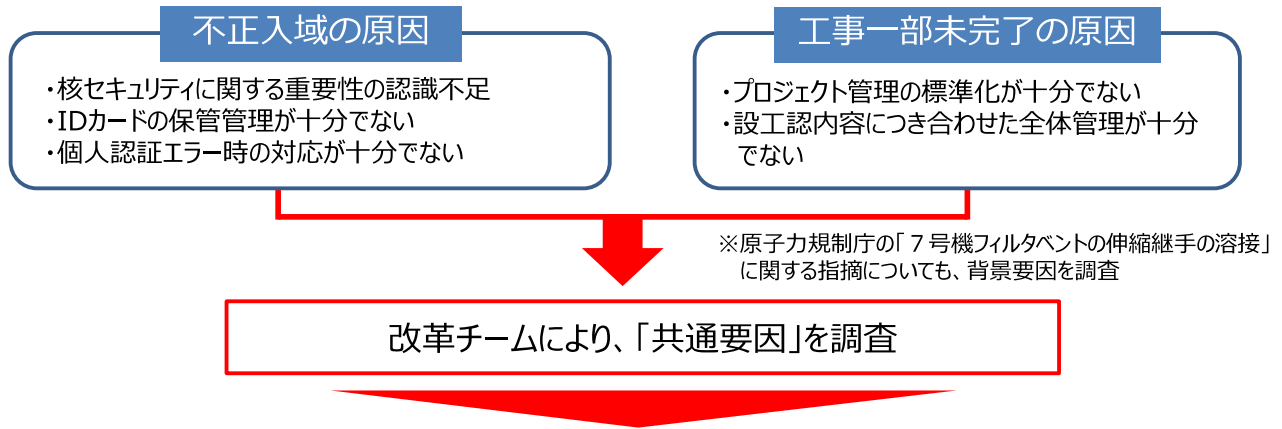 不正入域の原因
・核セキュリティに関する重要性の認識不足
・IDカードの保管管理が十分でない
・個人認証エラー時の対応が十分でない
工事一部未完了の原因
・プロジェクト管理の標準化が十分でない
・設工認内容につき合わせた全体管理が十分
でない
※原子力規制庁の「７号機フィルタベントの伸縮継手の溶接」
に関する指摘についても、背景要因を調査
改革チームにより、「共通要因」を調査